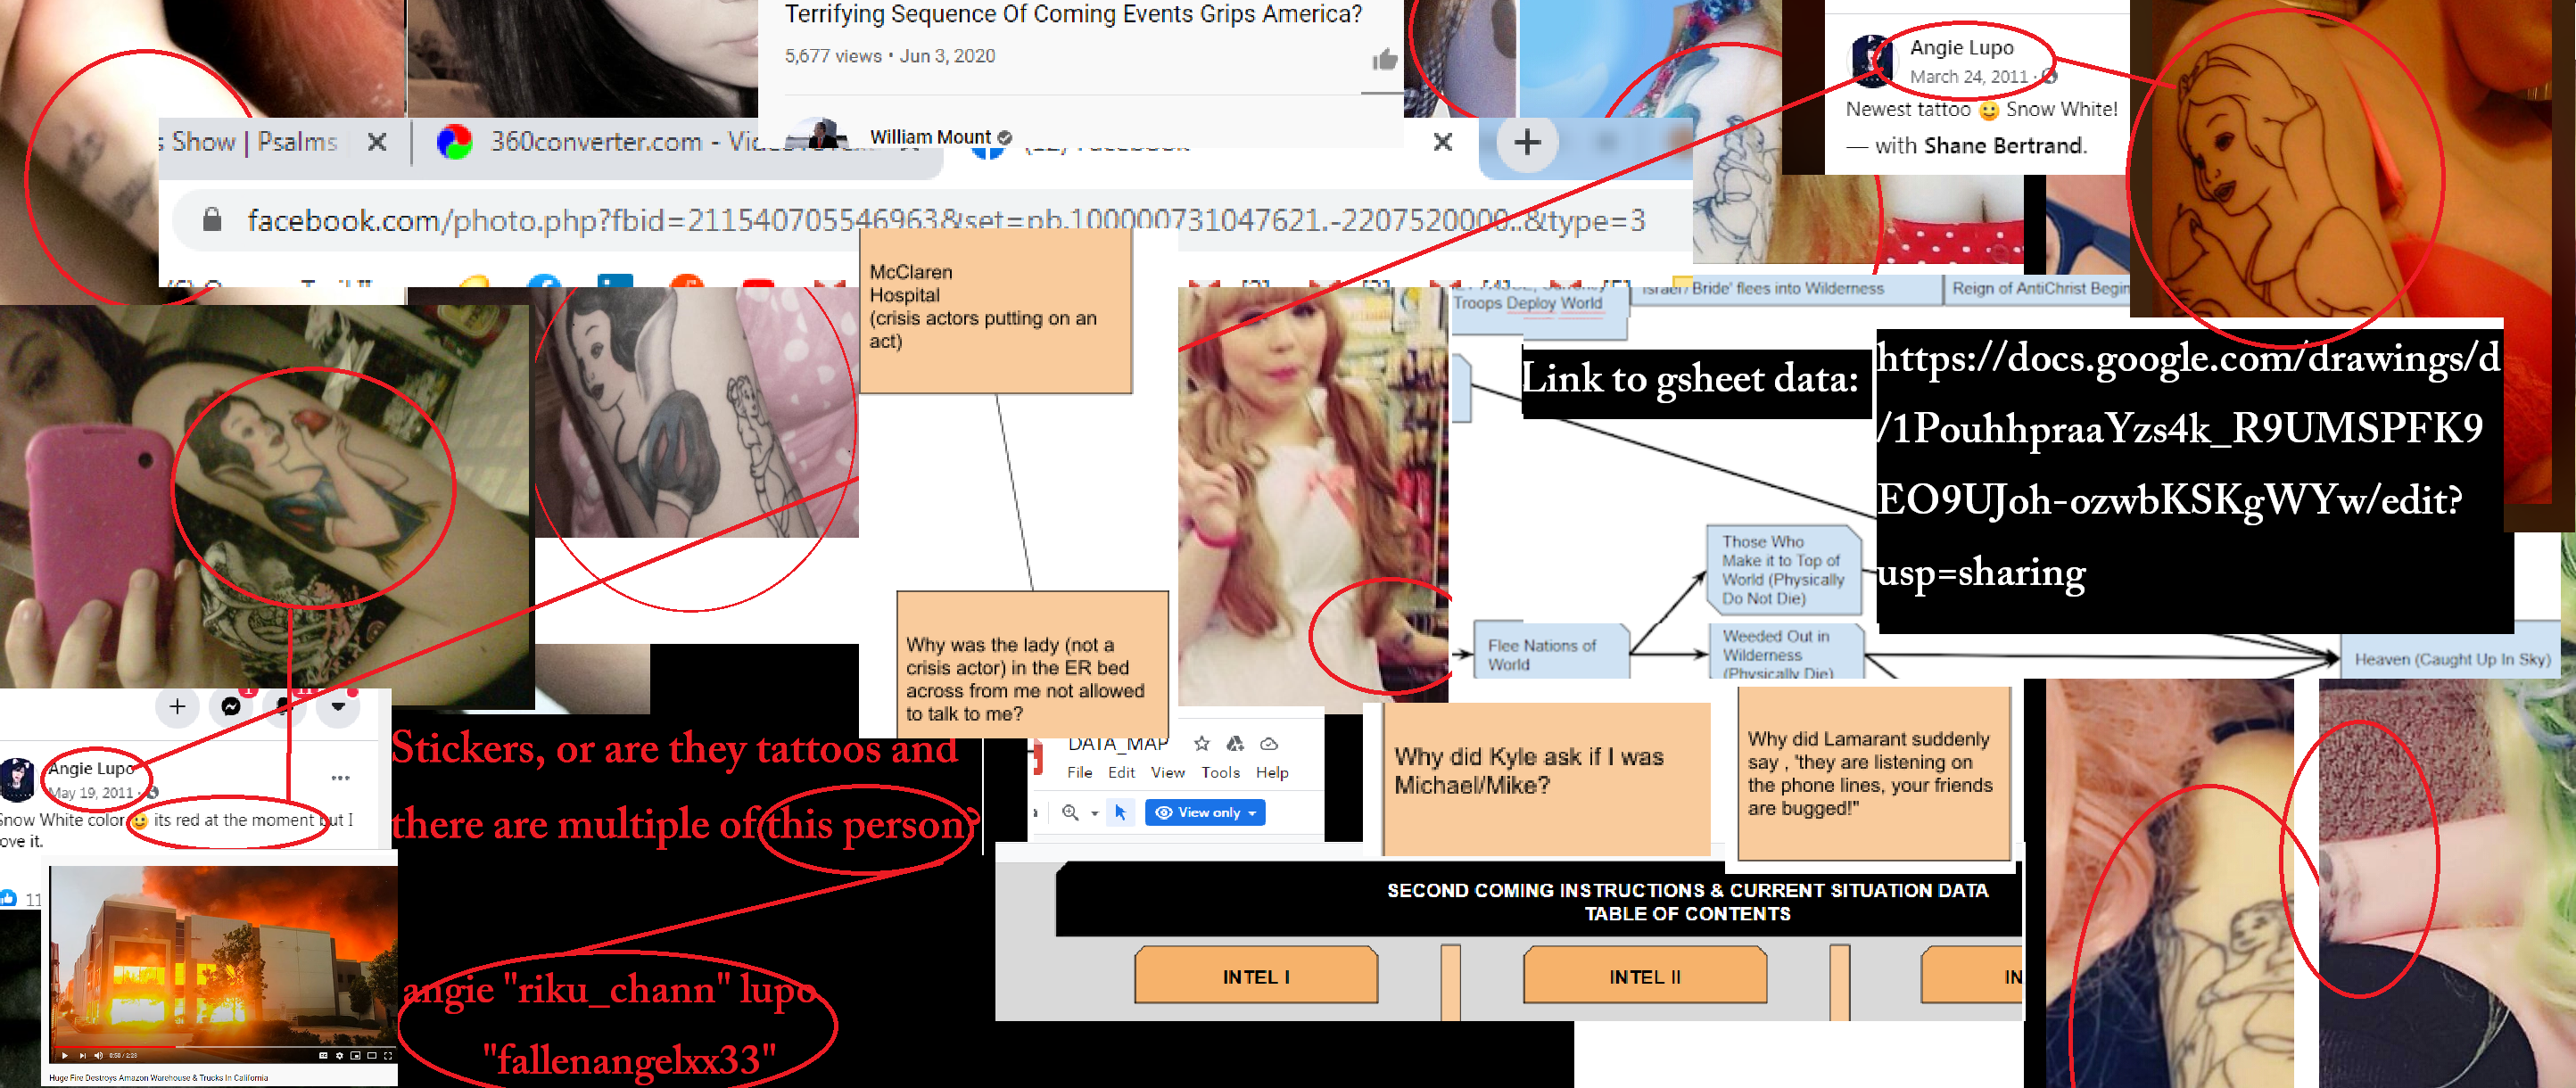 Terrifying Sequence Of Coming Events Grips America?
5,677 views • Jun 3, 2020
William Mount
Angie Lupo
March 24, 2011 ·
Newest tattoo 🙂 Snow White!
— with Shane Bertrand.
s Show | Psalms
360converter.com - Vid
facebook.com/photo.php?fbid=211540705546963&set=pb.100000731047621.-2207520000..&type=3
McClaren
Hospital
(crisis actors putting on an
act)
Troops Deploy World
'Israel/Bride' flees into Wilderness
Reign of AntiChrist Begin
Link to gsheet data:
https://docs.google.com/drawings/d
/1PouhhpraaYzs4k_R9UMSPFK9
EO9UJoh-ozwbKSKgWYw/edit?
usp=sharing
Those Who
Make it to Top of
World (Physically
Do Not Die)
Flee Nations of
World
Weeded Out in
Wilderness
(Physically Die)
Heaven (Caught Up In Sky)
Why was the lady (not a
crisis actor) in the ER bed
across from me not allowed
to talk to me?
DATA_MAP
File Edit View Tools Help
View only
Why did Kyle ask if I was
Michael/Mike?
Why did Lamarant suddenly
say , 'they are listening on
the phone lines, your friends
are bugged!"
Angie Lupo
May 19, 2011 ·
Snow White color 🙂 its red at the moment but I
ove it.
11
Stickers, or are they tattoos and
there are multiple of this person?
angie "riku_chann" lupo
"fallenangelxx33"
SECOND COMING INSTRUCTIONS & CURRENT SITUATION DATA
TABLE OF CONTENTS
INTEL I
INTEL II
IN
0:50 / 2:23
Huge Fire Destroys Amazon Warehouse & Trucks In California